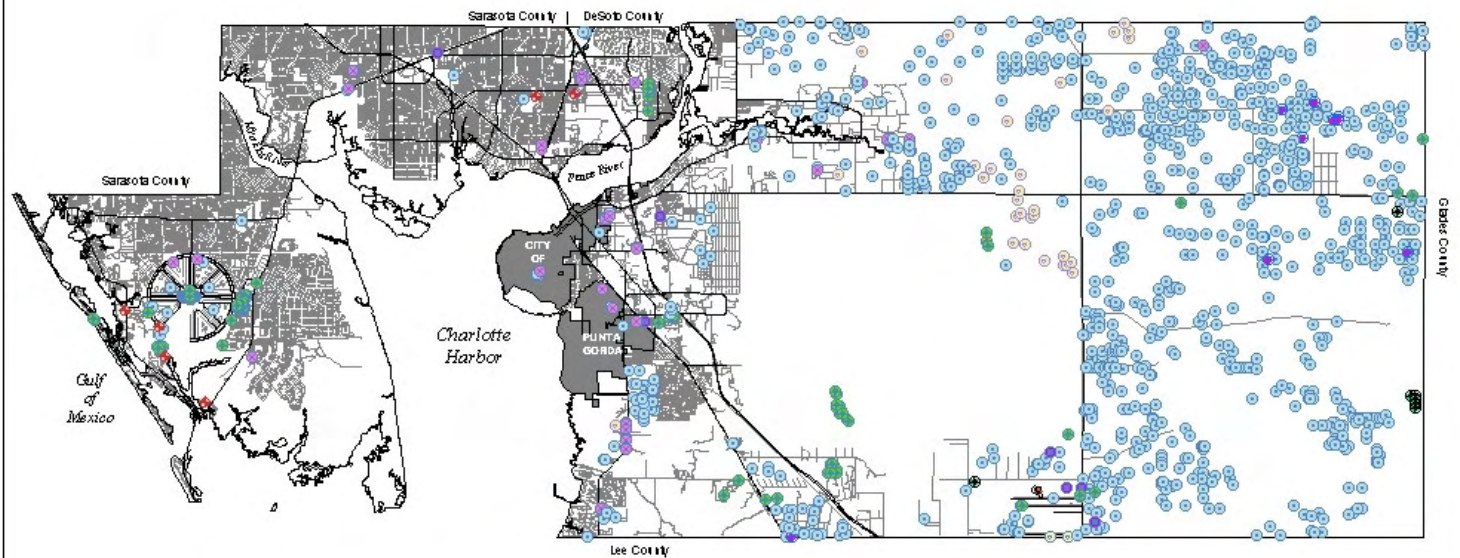 Sarasota County | DeSoto County
Myakka River
Peace River
Sarasota County
Glades County
CITY
OF
PUNTA
GORDA
Charlotte
Harbor
Gulf
of
Mexico
Lee County